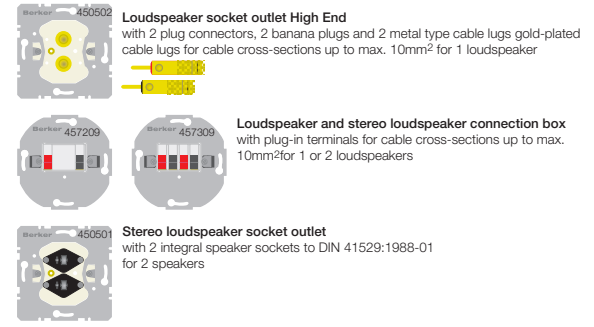 Berker 450502
Loudspeaker socket outlet High End
with 2 plug connectors, 2 banana plugs and 2 metal type cable lugs gold-plated
cable lugs for cable cross-sections up to max. 10mm2 for 1 loudspeaker
Berker 457209
Berker 457309
Loudspeaker and stereo loudspeaker connection box
with plug-in terminals for cable cross-sections up to max.
10mm2for 1 or 2 loudspeakers
Berker 450501
Stereo loudspeaker socket outlet
with 2 integral speaker sockets to DIN 41529:1988-01
for 2 speakers